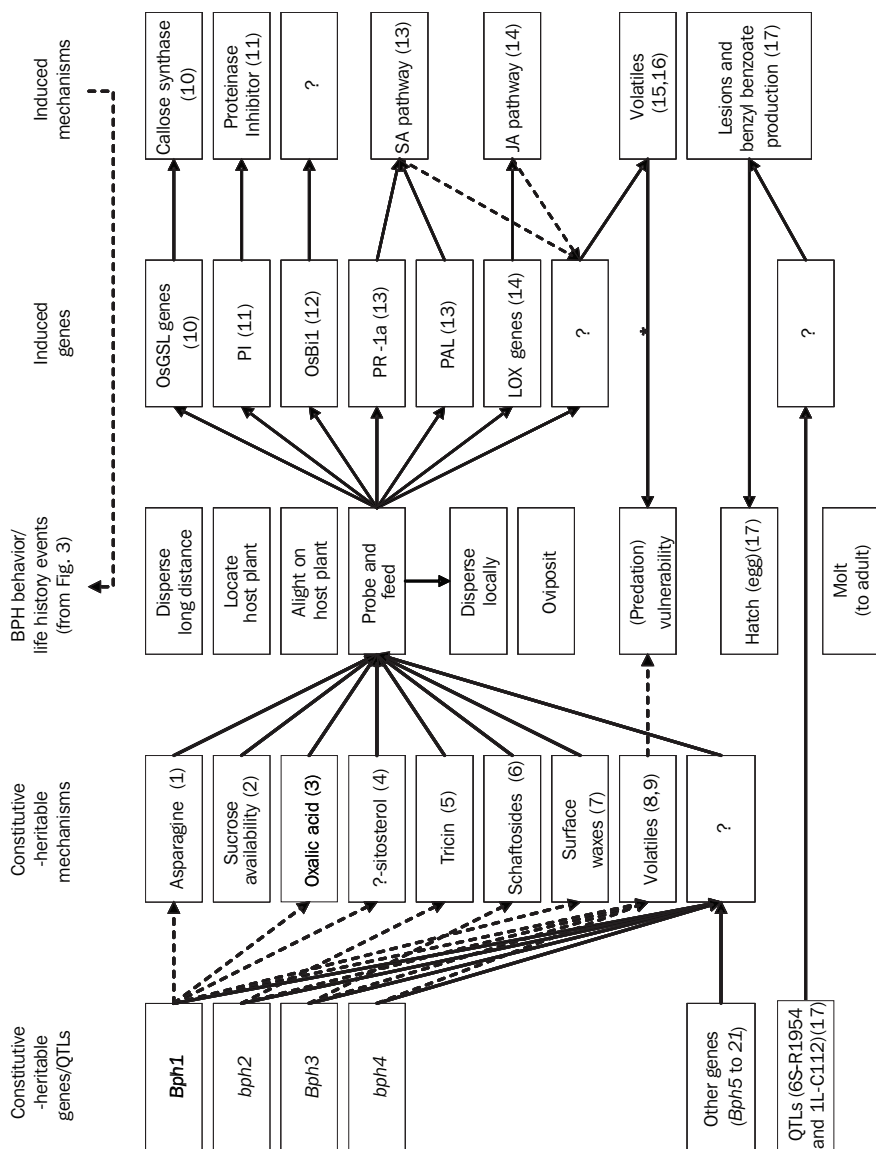 Constitutive
-heritable
genes/QTLs
Bph1
bph2
Bph3
bph4
Other genes
(Bph5 to 21)
QTLs (6S-R1954
and 1L-C112)(17)
Constitutive
-heritable
mechanisms
Asparagine (1)
Sucrose
availability (2)
Oxalic acid (3)
?-sitosterol (4)
Tricin (5)
Schaftosides (6)
Surface
waxes (7)
Volatiles (8,9)
?
BPH behavior/
life history events
(from Fig. 3)
Disperse
long distance
Locate
host plant
Alight on
host plant
Probe and
feed
Disperse
locally
Oviposit
(Predation)
vulnerability
Hatch (egg)(17)
Molt
(to adult)
Induced
genes
OsGSL genes
(10)
PI (11)
OsBi1 (12)
PR -1a (13)
PAL (13)
LOX genes (14)
?
?
Induced
mechanisms
Callose synthase
(10)
Proteinase
Inhibitor (11)
?
SA pathway (13)
JA pathway (14)
Volatiles
(15,16)
Lesions and
benzyl benzoate
production (17)